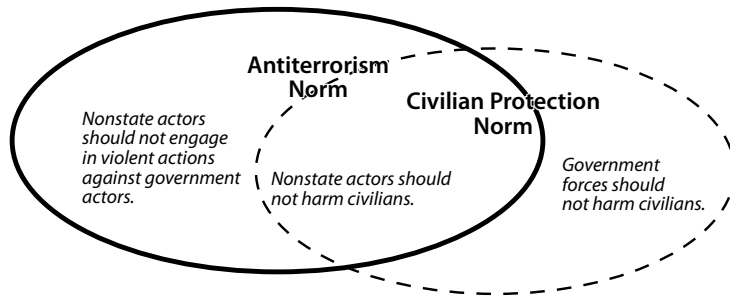 Antiterrorism
Norm
Civilian Protection
Norm
Nonstate actors
should not engage
in violent actions
against government
actors.
Nonstate actors should
not harm civilians.
Government
forces should
not harm civilians.